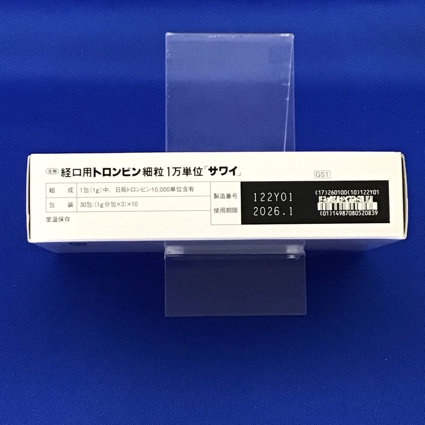 生物 経口用トロンビン細粒1万単位「サワイ」
組 成 1包(1g)中、日局トロンビン10,000単位含有
包 装 30包(1g分包×3)×10
室温保存
製造番号 122Y01
使用期限 2026.1
GS1
(17)260100(10)122Y01
(01)14987080520839